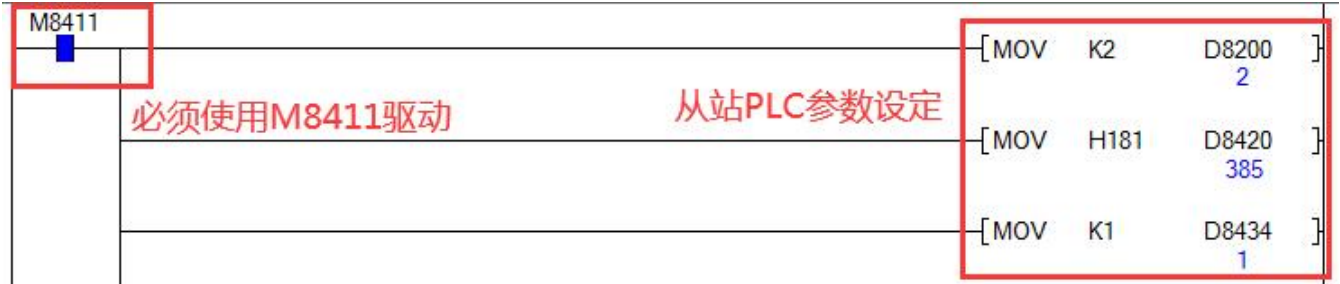 M8411
[MOV K2 D8200 ]
2
必须使用M8411驱动
从站PLC参数设定
[MOV H181 D8420 ]
385
[MOV K1 D8434 ]
1